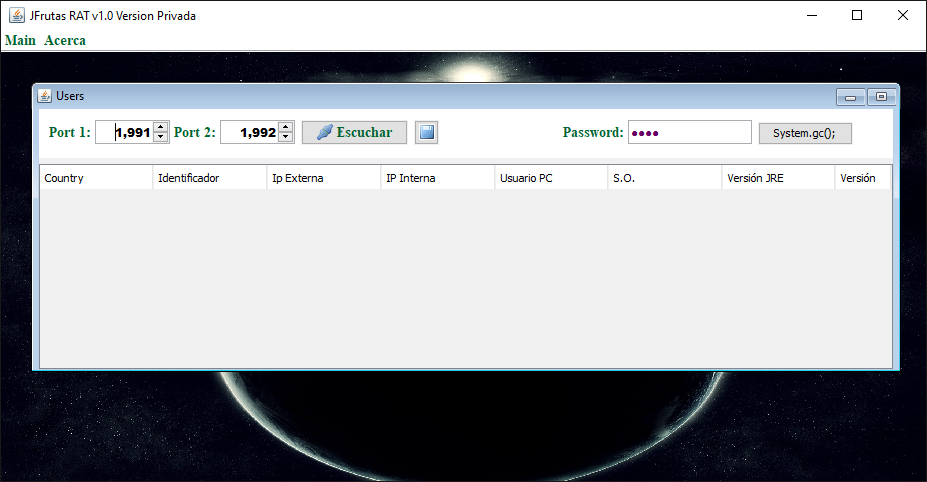 JFrutas RAT v1.0 Version Privada
Main Acerca
Users
Port 1: 1,991 Port 2: 1,992 Escuchar Password: ●●●● System.gc();
Country Identificador Ip Externa IP Interna Usuario PC S.O. Versión JRE Versión